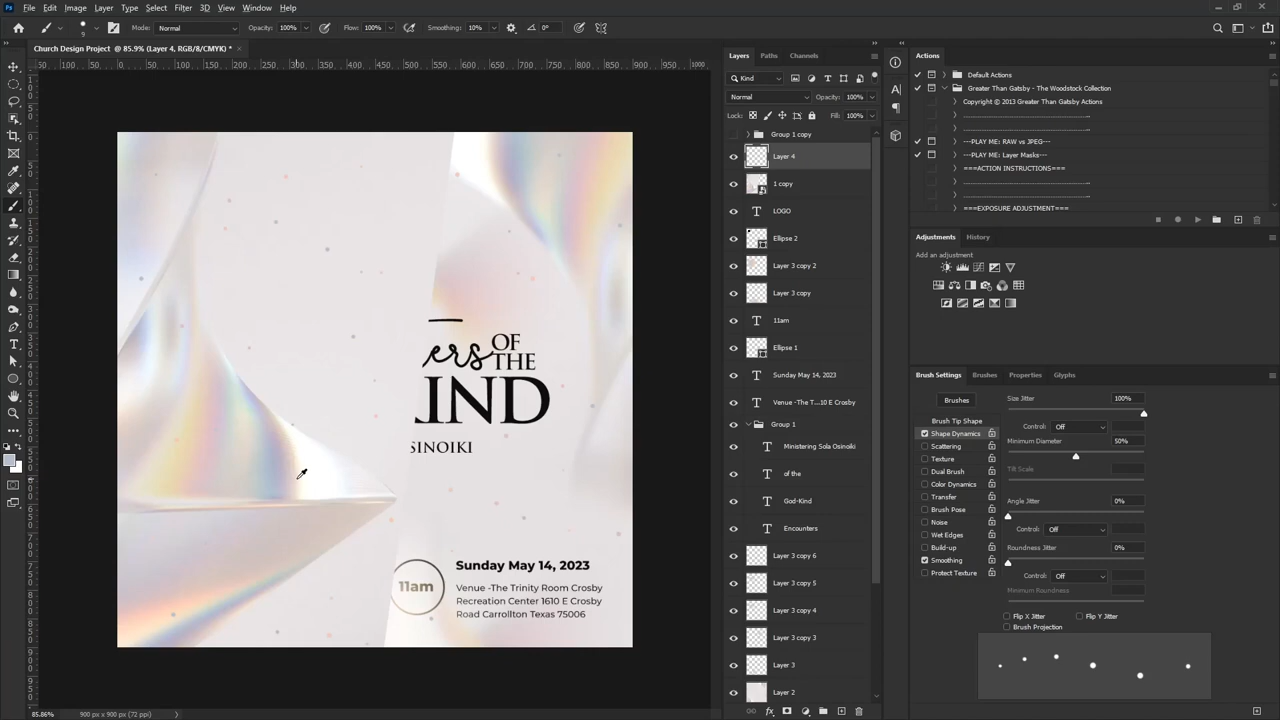 Ps File Edit Image Layer Type Select Filter 3D View Window Help
9 Mode: Normal Opacity: 100% Flow: 100% Smoothing: 10% 0°
Church Design Project @ 85.9% (Layer 4, RGB/8/CMYK) * ×
ers OF
THE
IND
SINOIKI
11am
Sunday May 14, 2023
Venue -The Trinity Room Crosby
Recreation Center 1610 E Crosby
Road Carrollton Texas 75006
85.86% 900 px x 900 px (72 ppi)
Layers Paths Channels
Kind
Normal Opacity: 100%
Lock: Fill: 100%
Group 1 copy
Layer 4
1 copy
LOGO
Ellipse 2
Layer 3 copy 2
Layer 3 copy
11am
Ellipse 1
Sunday May 14, 2023
Venue -The T...10 E Crosby
Group 1
Ministering Sola Osinoiki
of the
God-Kind
Encounters
Layer 3 copy 6
Layer 3 copy 5
Layer 3 copy 4
Layer 3 copy 3
Layer 3
Layer 2
fx
Actions
Default Actions
Greater Than Gatsby - The Woodstock Collection
Copyright © 2013 Greater Than Gatsby Actions
---PLAY ME: RAW vs JPEG---
---PLAY ME: Layer Masks---
===ACTION INSTRUCTIONS===
===EXPOSURE ADJUSTMENT===
Adjustments History
Add an adjustment
Brush Settings Brushes Properties Glyphs
Brushes
Brush Tip Shape
Shape Dynamics
Scattering
Texture
Dual Brush
Color Dynamics
Transfer
Brush Pose
Noise
Wet Edges
Build-up
Smoothing
Protect Texture
Size Jitter 100%
Control: Off
Minimum Diameter 50%
Tilt Scale
Angle Jitter 0%
Control: Off
Roundness Jitter 0%
Control: Off
Minimum Roundness
Flip X Jitter Flip Y Jitter
Brush Projection